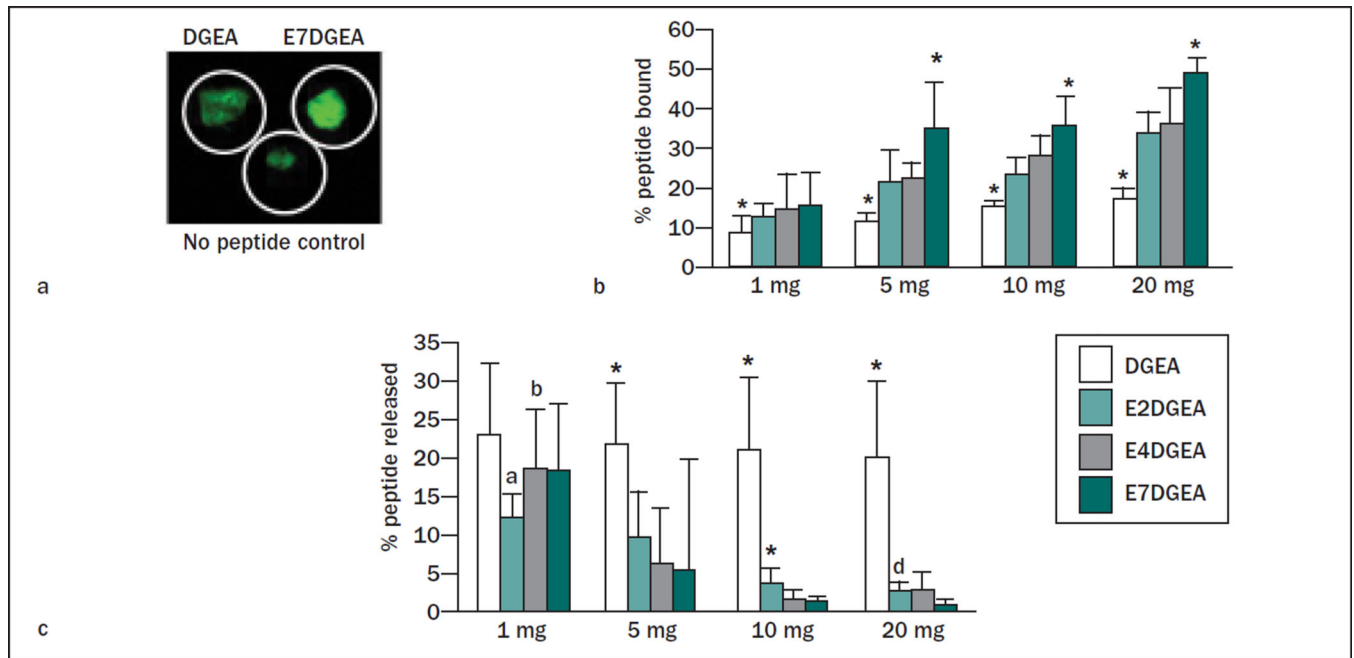 DGEA E7DGEA
No peptide control
a
% peptide bound
60
50
40
30
20
10
0
* * * * * * *
1 mg 5 mg 10 mg 20 mg
b
% peptide released
35
30
25
20
15
10
5
0
a b * * * * d
1 mg 5 mg 10 mg 20 mg
c
DGEA
E2DGEA
E4DGEA
E7DGEA